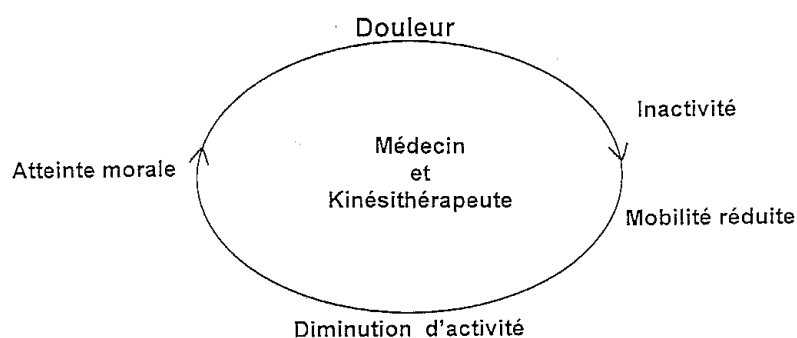 Douleur
Inactivité
Médecin
et
Kinésithérapeute
Atteinte morale
Mobilité réduite
Diminution d'activité